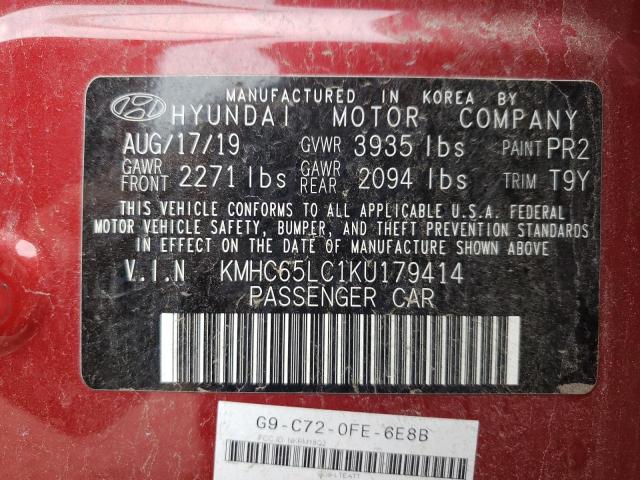 MANUFACTURED IN KOREA BY
HYUNDAI MOTOR COMPANY
AUG/17/19 GVWR 3935 lbs PAINT PR2
GAWR FRONT 2271 lbs GAWR REAR 2094 lbs TRIM T9Y
THIS VEHICLE CONFORMS TO ALL APPLICABLE U.S.A. FEDERAL
MOTOR VEHICLE SAFETY, BUMPER, AND THEFT PREVENTION STANDARDS
IN EFFECT ON THE DATE OF MANUFACTURE SHOWN ABOVE.
V.I.N KMHC65LC1KU179414
PASSENGER CAR
G9-C72-0FE-6E8B
FCC ID